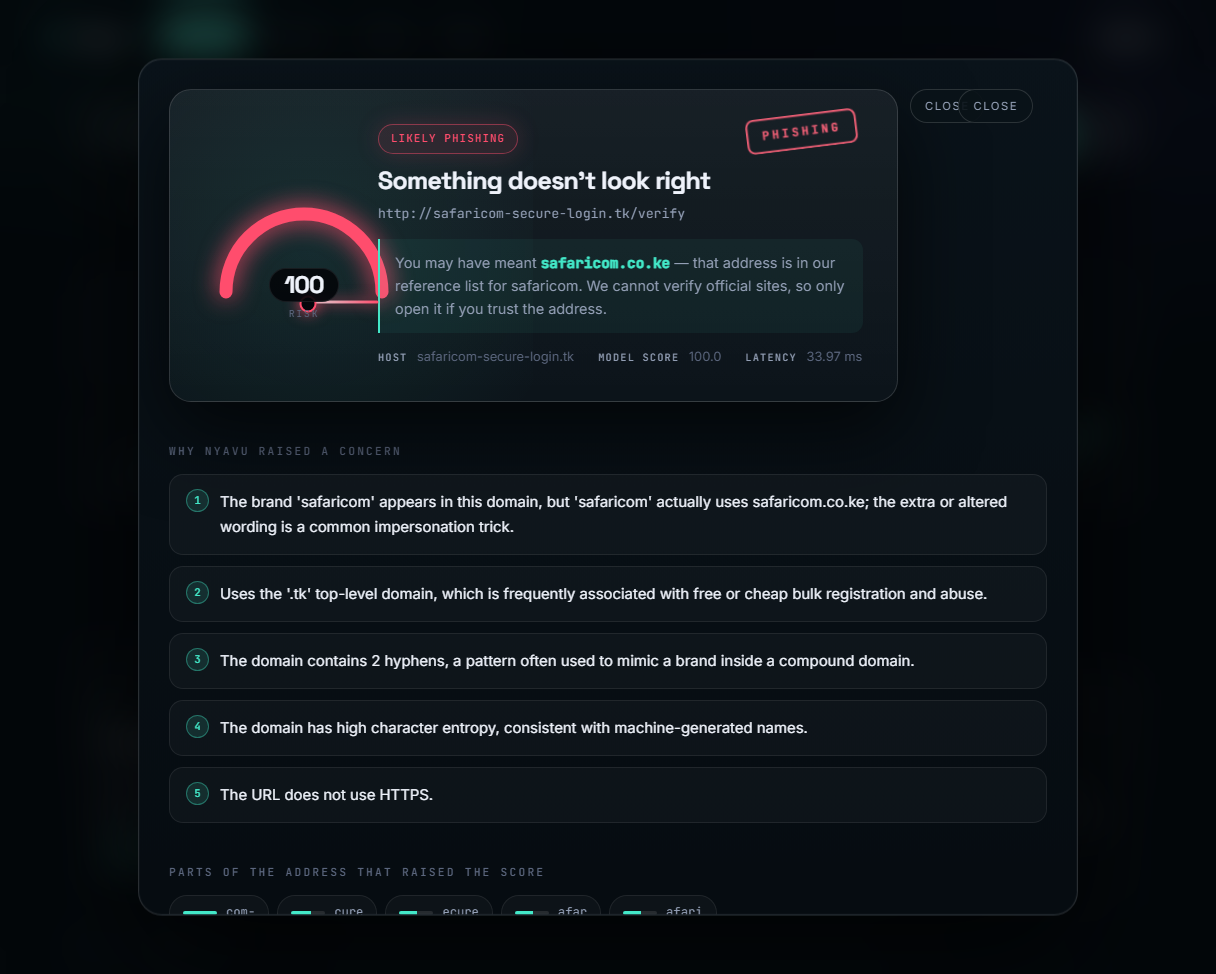 CLOS CLOSE
LIKELY PHISHING
PHISHING
Something doesn’t look right
http://safaricom-secure-login.tk/verify
100
RISK
You may have meant safaricom.co.ke — that address is in our
reference list for safaricom. We cannot verify official sites, so only
open it if you trust the address.
HOST safaricom-secure-login.tk MODEL SCORE 100.0 LATENCY 33.97 ms
WHY NYAVU RAISED A CONCERN
1 The brand 'safaricom' appears in this domain, but 'safaricom' actually uses safaricom.co.ke; the extra or altered
wording is a common impersonation trick.
2 Uses the '.tk' top-level domain, which is frequently associated with free or cheap bulk registration and abuse.
3 The domain contains 2 hyphens, a pattern often used to mimic a brand inside a compound domain.
4 The domain has high character entropy, consistent with machine-generated names.
5 The URL does not use HTTPS.
PARTS OF THE ADDRESS THAT RAISED THE SCORE
com- cure ecure afar afari